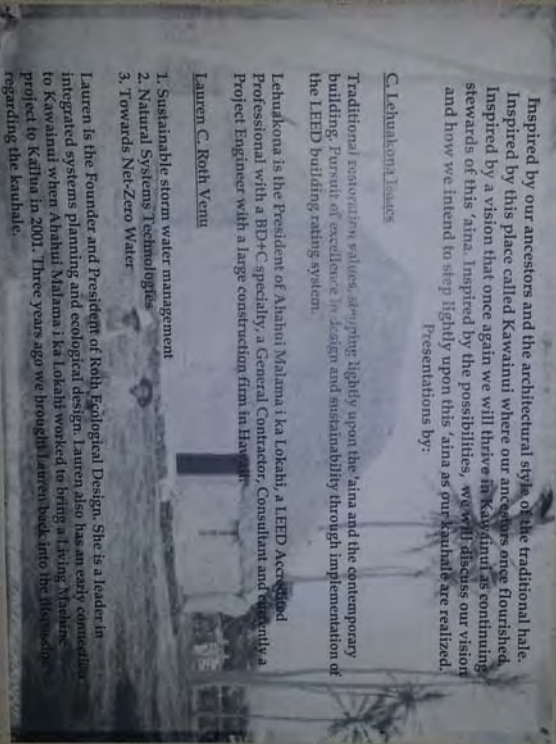 Inspired by our ancestors and the architectural style of the traditional hale.
Inspired by this place called Kawainui where our ancestors once flourished,
Inspired by a vision that once again we will thrive in Kawainui as continuing
stewards of this 'aina. Inspired by the possibilities, we will discuss our vision
and how we intend to step lightly upon this 'aina as our kauhale are realized.
Presentations by:
C. Lehuakona Isaacs
Traditional restoration values, stepping lightly upon the 'aina and the contemporary
building. Pursuit of excellence in design and sustainability through implementation of
the LEED building rating system.
Lehuakona is the President of Ahahui Malama i ka Lokahi, a LEED Accredited
Professional with a BD+C specialty, a General Contractor, Consultant and currently a
Project Engineer with a large construction firm in Hawaii.
Lauren C. Roth Venu
1. Sustainable storm water management
2. Natural Systems Technologies
3. Towards Net-Zero Water
Lauren is the Founder and President of Roth Ecological Design. She is a leader in
integrated systems planning and ecological design. Lauren also has an early connection
to Kawainui when Ahahui Malama i ka Lokahi worked to bring a Living Machine
project to Kailua in 2001. Three years ago we brought Lauren back into the discussion
regarding the kauhale.